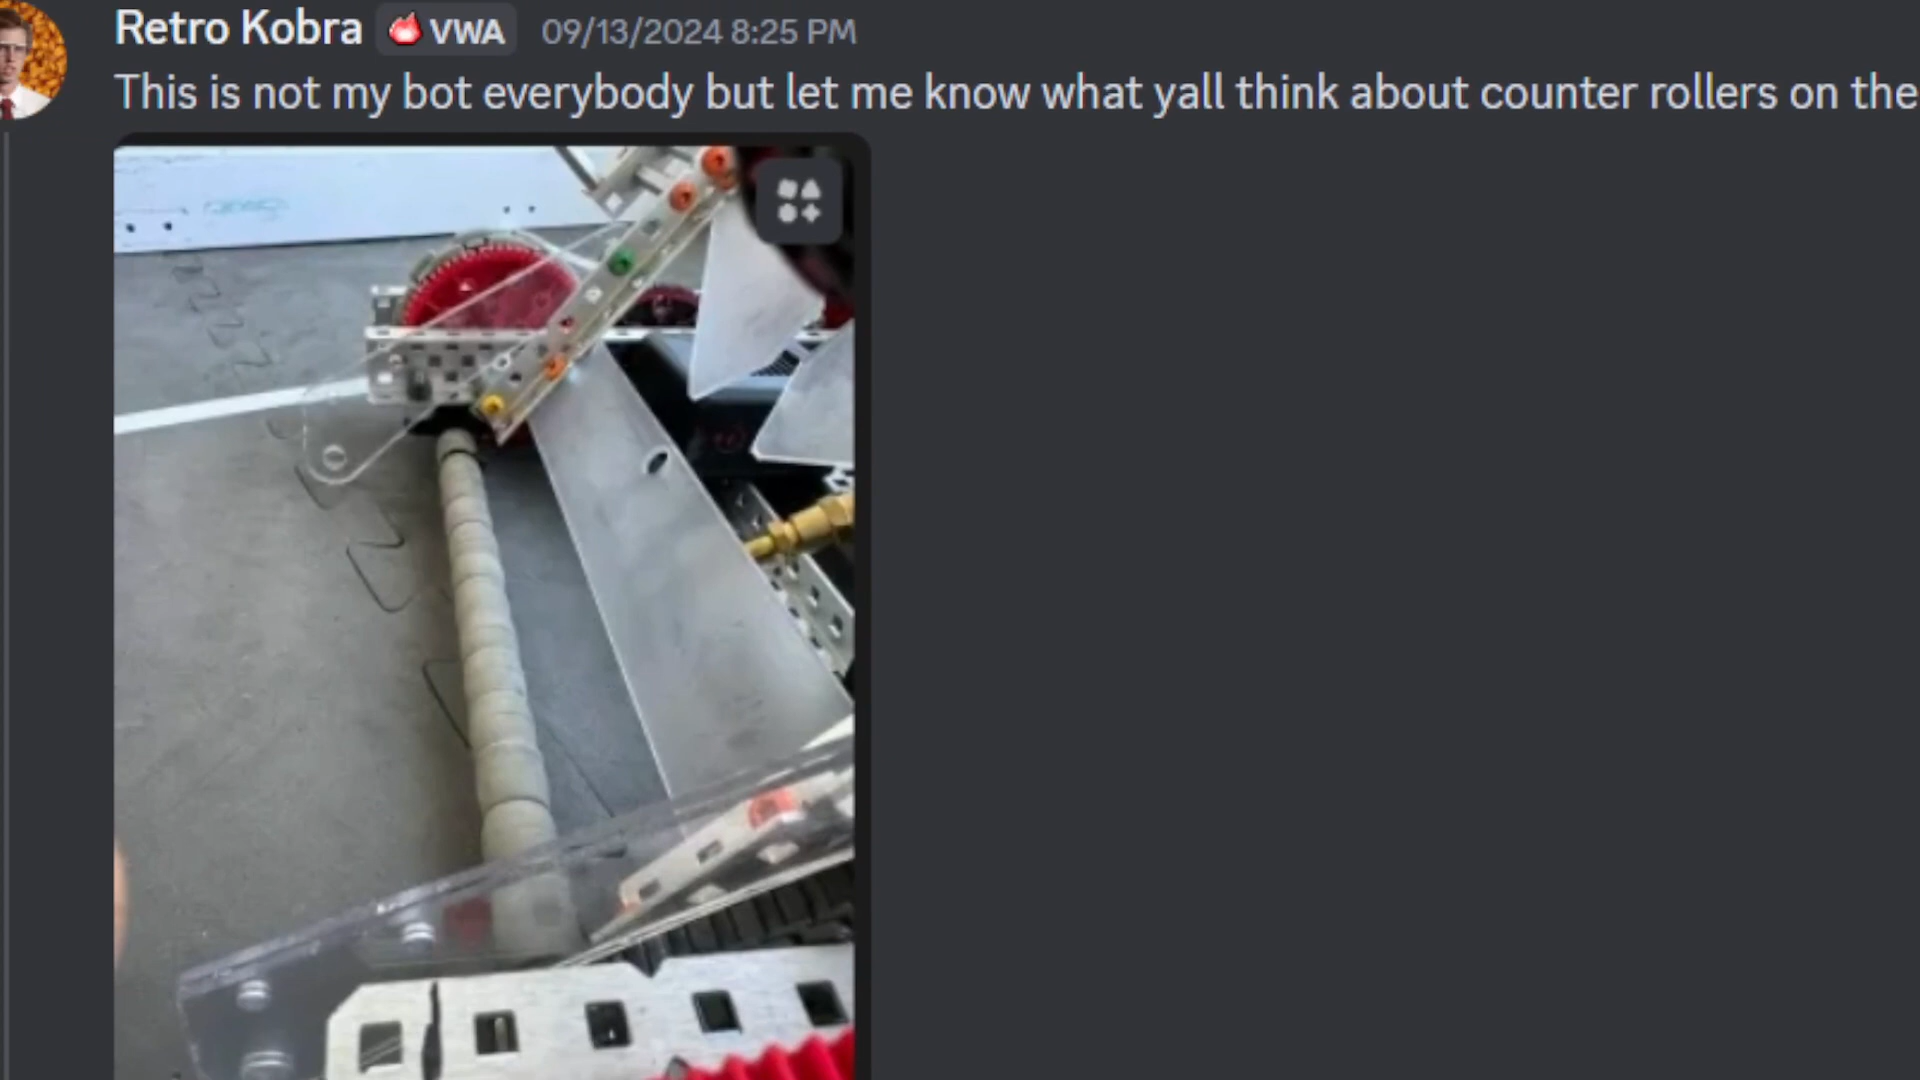 Retro Kobra VWA 09/13/2024 8:25 PM
This is not my bot everybody but let me know what yall think about counter rollers on the